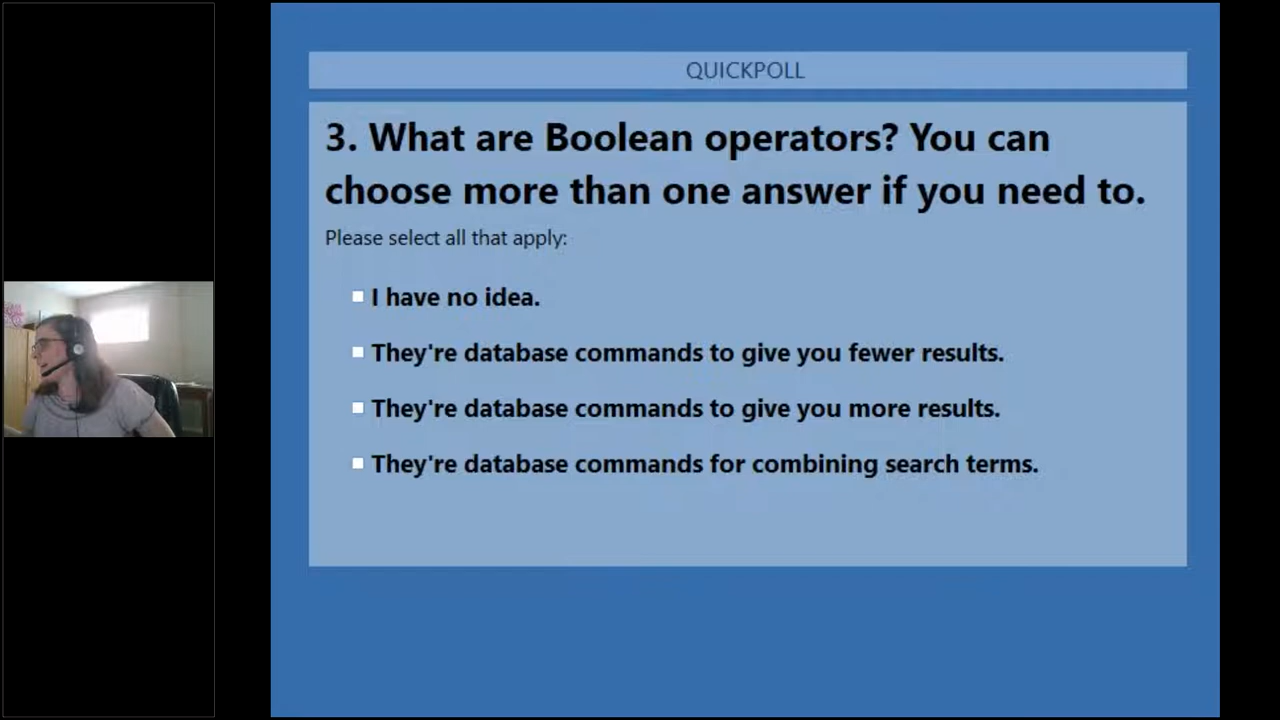 QUICKPOLL
3. What are Boolean operators? You can
choose more than one answer if you need to.
Please select all that apply:
I have no idea.
They're database commands to give you fewer results.
They're database commands to give you more results.
They're database commands for combining search terms.